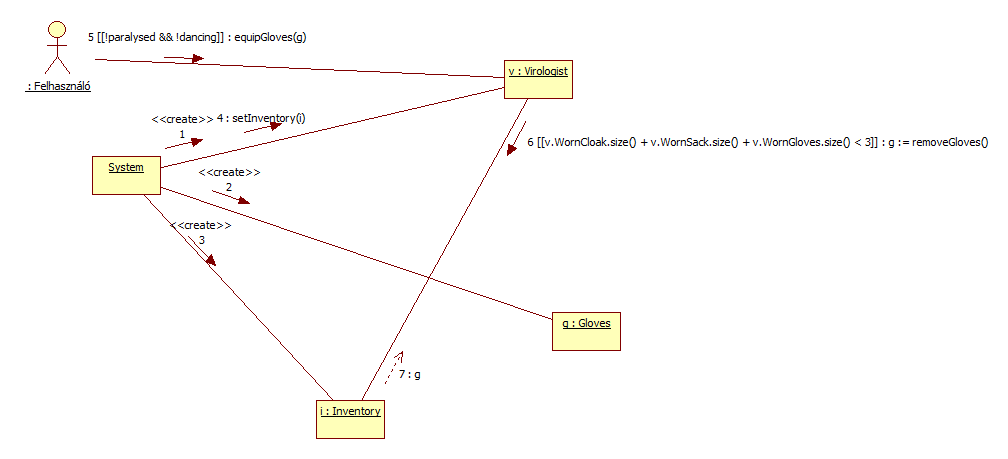 5 [[!paralysed && !dancing]] : equipGloves(g)
: Felhasználó
v : Virologist
<<create>>
1
4 : setInventory(i)
6 [[v.WornCloak.size() + v.WornSack.size() + v.WornGloves.size() < 3]] : g := removeGloves()
System
<<create>>
2
<<create>>
3
g : Gloves
7 : g
i : Inventory